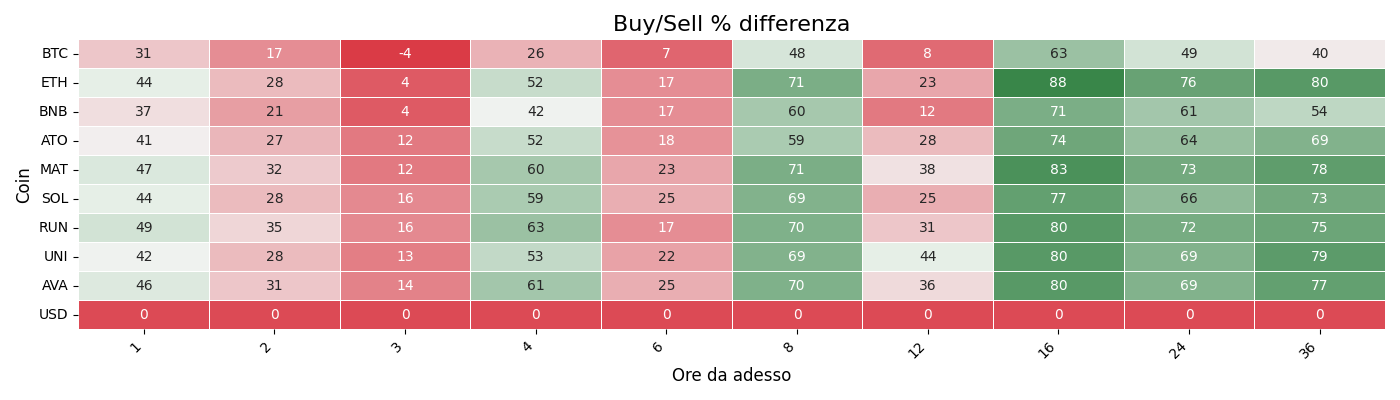 Buy/Sell % differenza
Coin
BTC 31 17 -4 26 7 48 8 63 49 40
ETH 44 28 4 52 17 71 23 88 76 80
BNB 37 21 4 42 17 60 12 71 61 54
ATO 41 27 12 52 18 59 28 74 64 69
MAT 47 32 12 60 23 71 38 83 73 78
SOL 44 28 16 59 25 69 25 77 66 73
RUN 49 35 16 63 17 70 31 80 72 75
UNI 42 28 13 53 22 69 44 80 69 79
AVA 46 31 14 61 25 70 36 80 69 77
USD 0 0 0 0 0 0 0 0 0 0
1 2 3 4 6 8 12 16 24 36
Ore da adesso